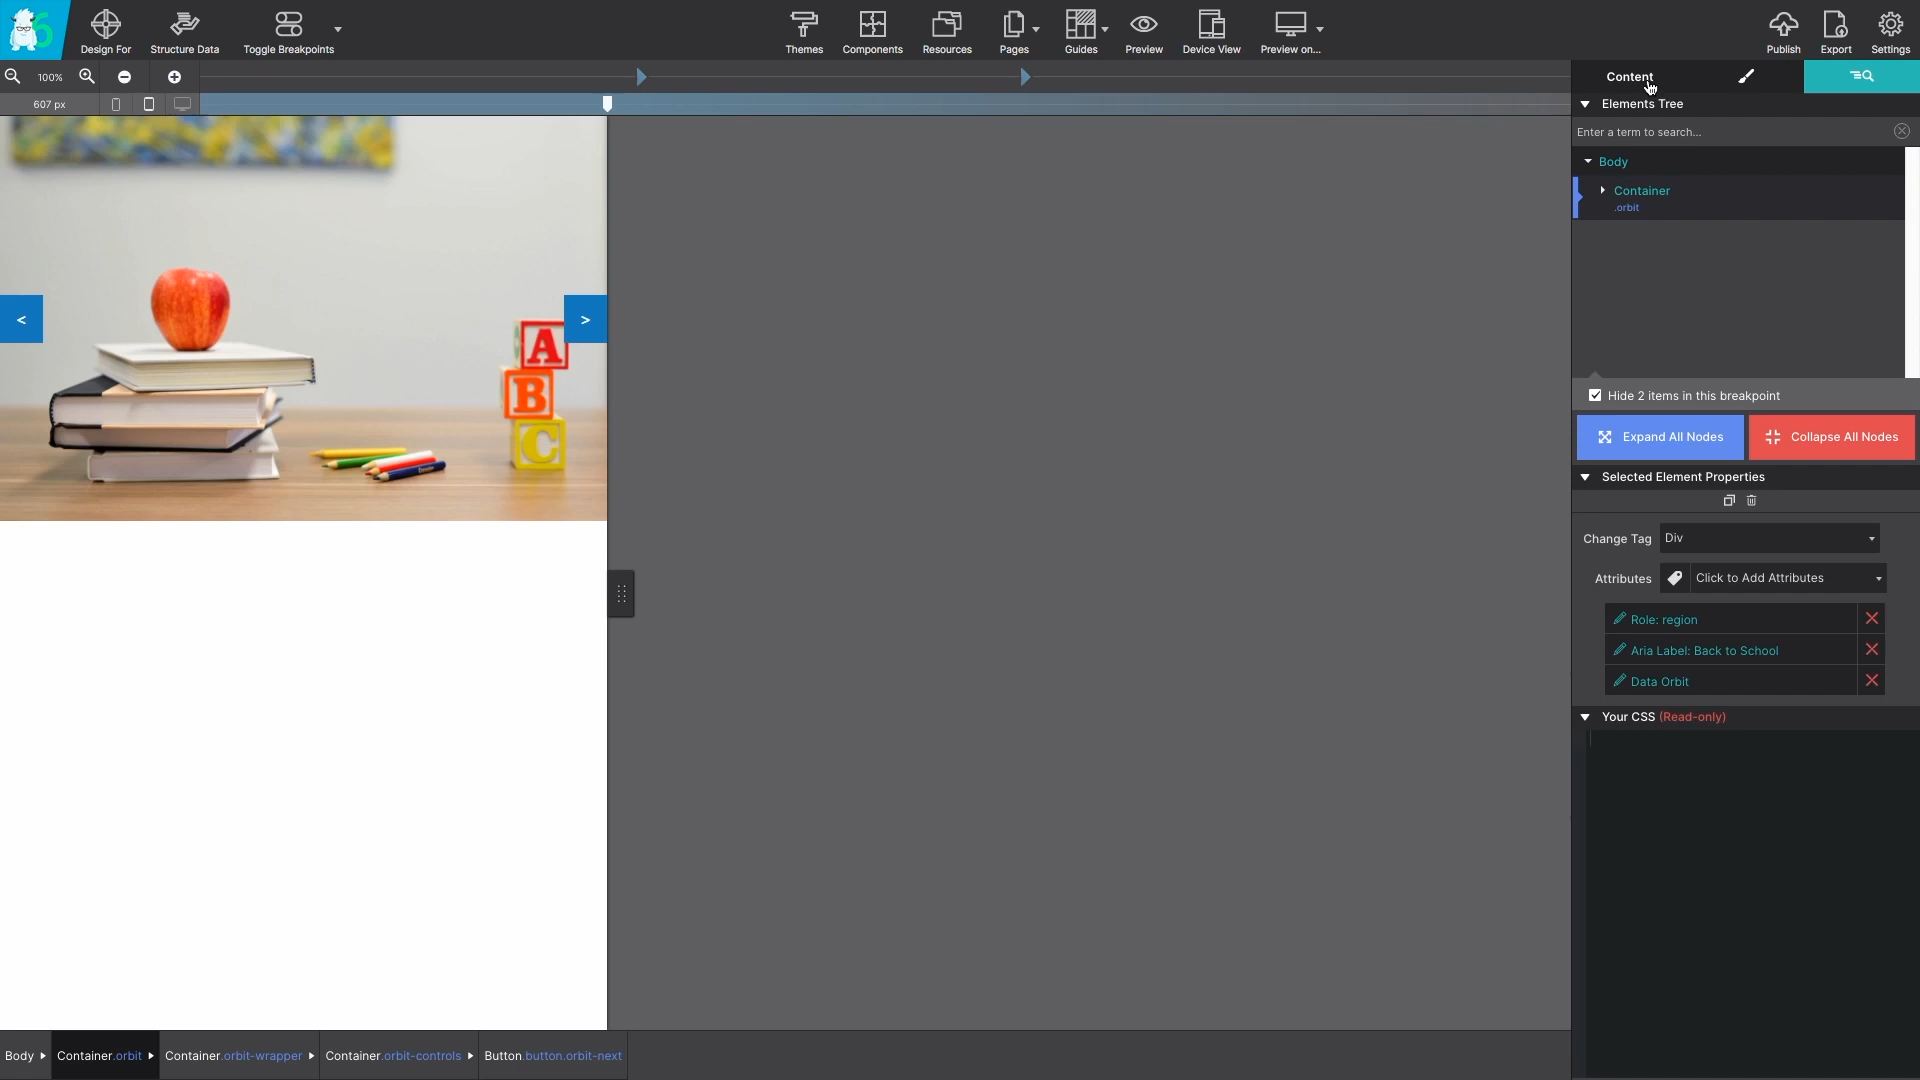 6
Design For
Structure Data
Toggle Breakpoints
Themes
Components
Resources
Pages
Guides
Preview
Device View
Preview on...
Publish
Export
Settings
100%
607 px
Content
Elements Tree
Enter a term to search...
Body
Container
.orbit
Hide 2 items in this breakpoint
Expand All Nodes
Collapse All Nodes
Selected Element Properties
Change Tag Div
Attributes Click to Add Attributes
Role: region
Aria Label: Back to School
Data Orbit
Your CSS (Read-only)
<
>
A
B
C
Body
Container.orbit
Container.orbit-wrapper
Container.orbit-controls
Button.button.orbit-next